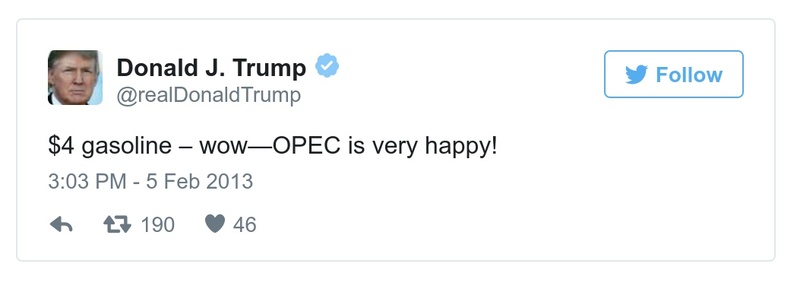 Donald J. Trump
@realDonaldTrump
Follow
$4 gasoline – wow—OPEC is very happy!
3:03 PM - 5 Feb 2013
190 46